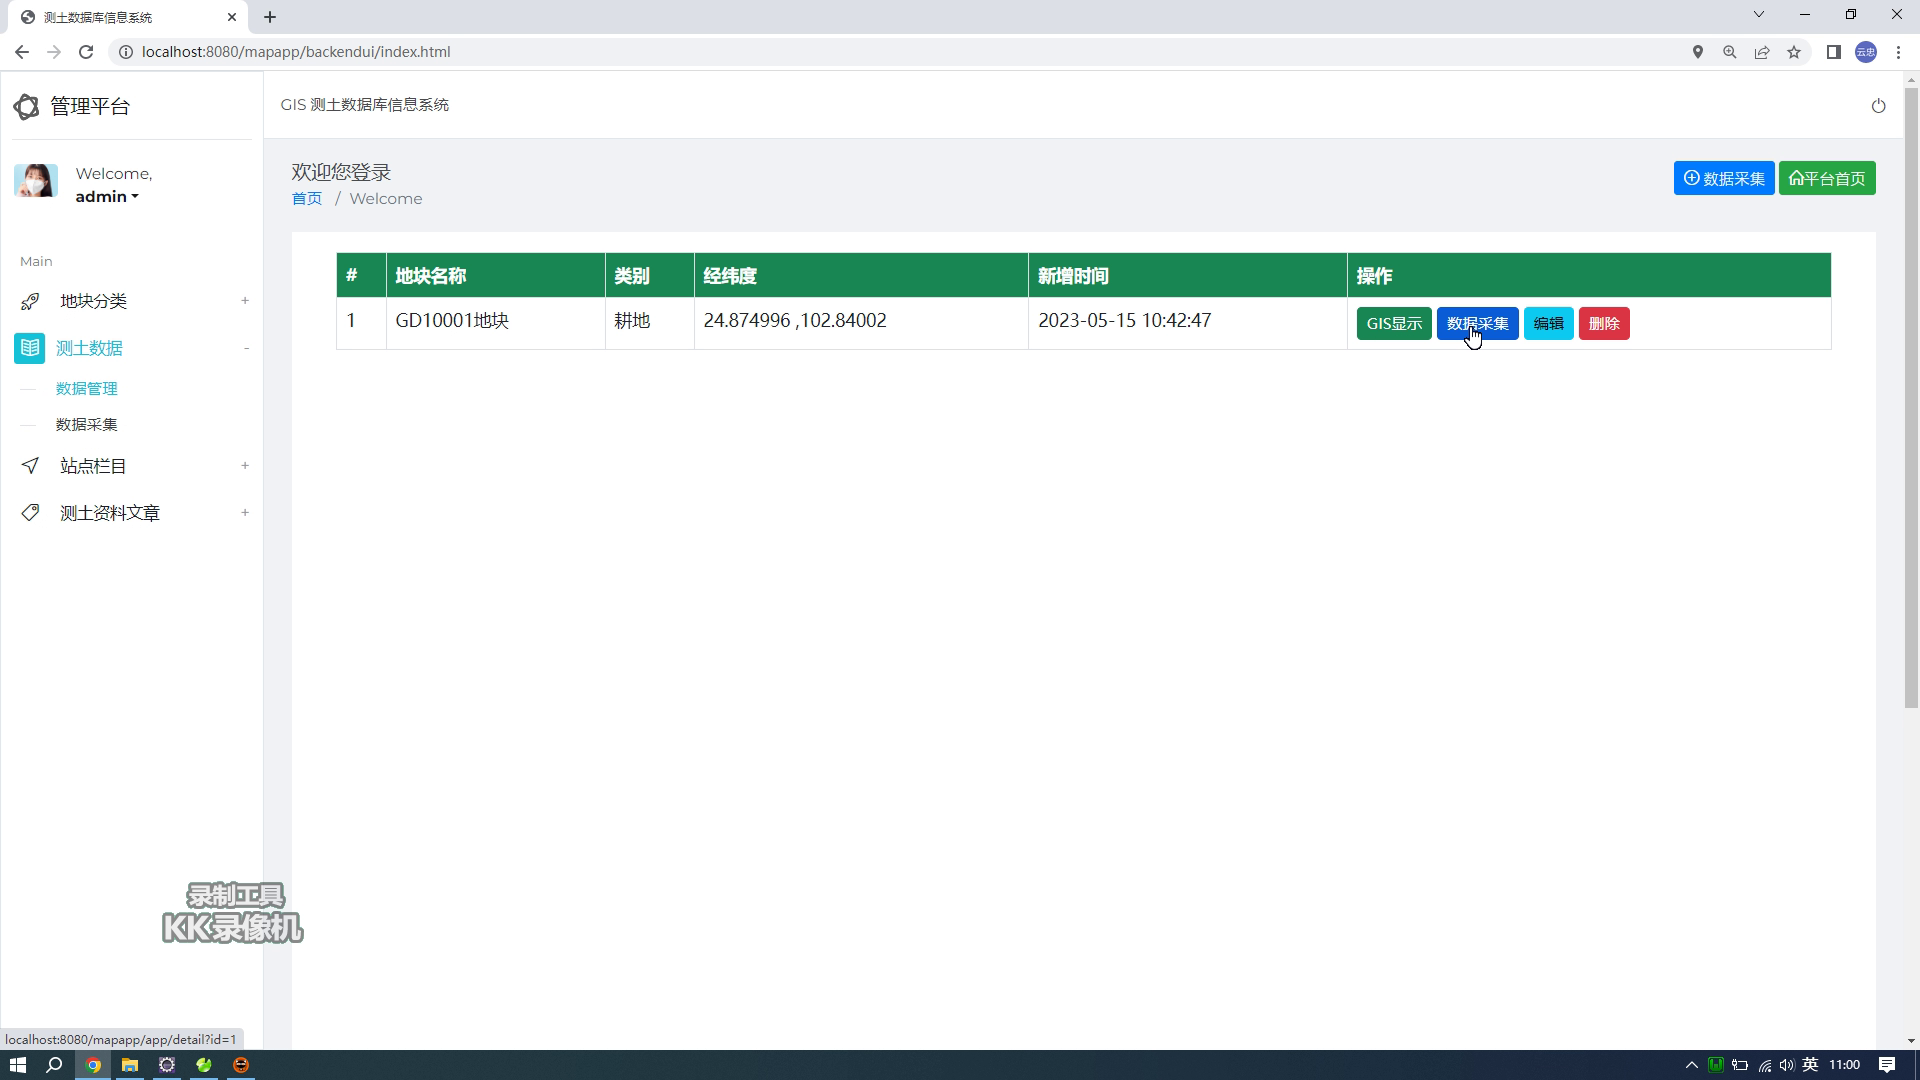 测土数据库信息系统
localhost:8080/mapapp/backendui/index.html
云忠
管理平台
GIS 测土数据库信息系统
Welcome,
admin
欢迎您登录
首页 / Welcome
数据采集
平台首页
Main
地块分类 +
测土数据 -
数据管理
数据采集
站点栏目 +
测土资料文章 +
# 地块名称 类别 经纬度 新增时间 操作
1 GD10001地块 耕地 24.874996 ,102.84002 2023-05-15 10:42:47 GIS显示 数据采集 编辑 删除
录制工具
KK录像机
localhost:8080/mapapp/app/detail?id=1
英 11:00